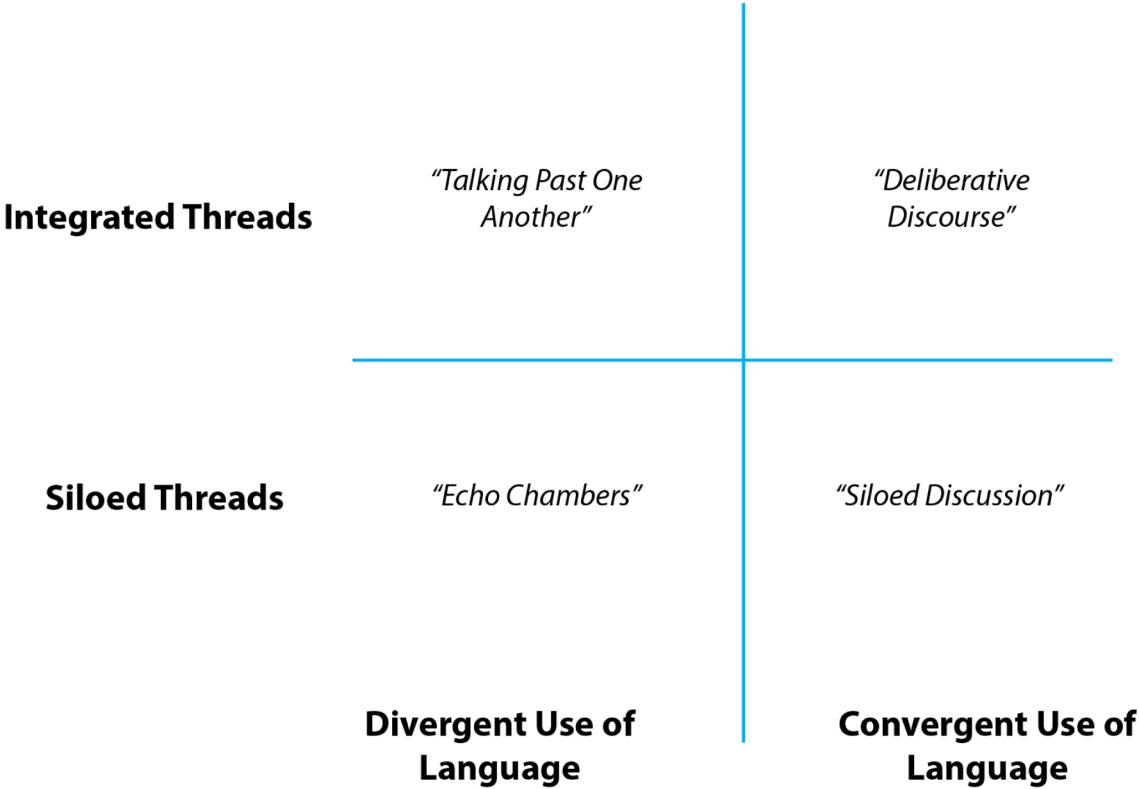 “Talking Past One
Another”
“Deliberative
Discourse”
Integrated Threads
Siloed Threads
“Echo Chambers”
“Siloed Discussion”
Divergent Use of
Language
Convergent Use of
Language